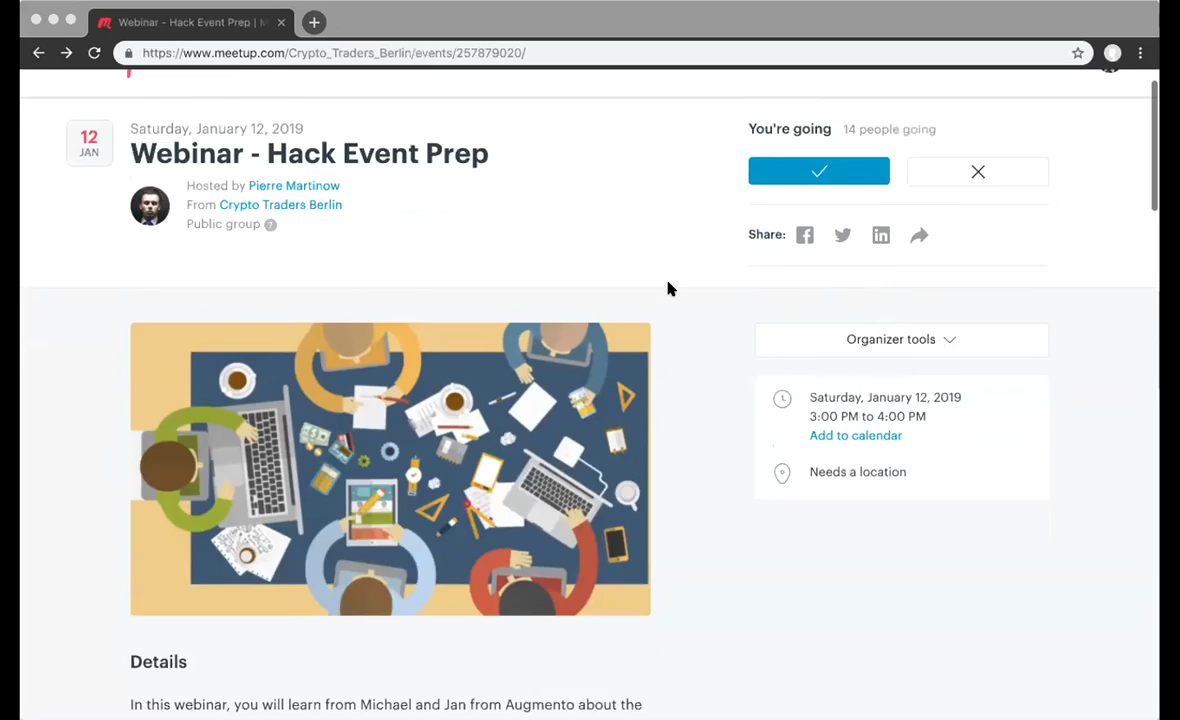 Webinar - Hack Event Prep | M
https://www.meetup.com/Crypto_Traders_Berlin/events/257879020/
12
JAN
Saturday, January 12, 2019
Webinar - Hack Event Prep
Hosted by Pierre Martinow
From Crypto Traders Berlin
Public group ?
You're going 14 people going
Share:
Organizer tools
Saturday, January 12, 2019
3:00 PM to 4:00 PM
Add to calendar
Needs a location
Details
In this webinar, you will learn from Michael and Jan from Augmento about the